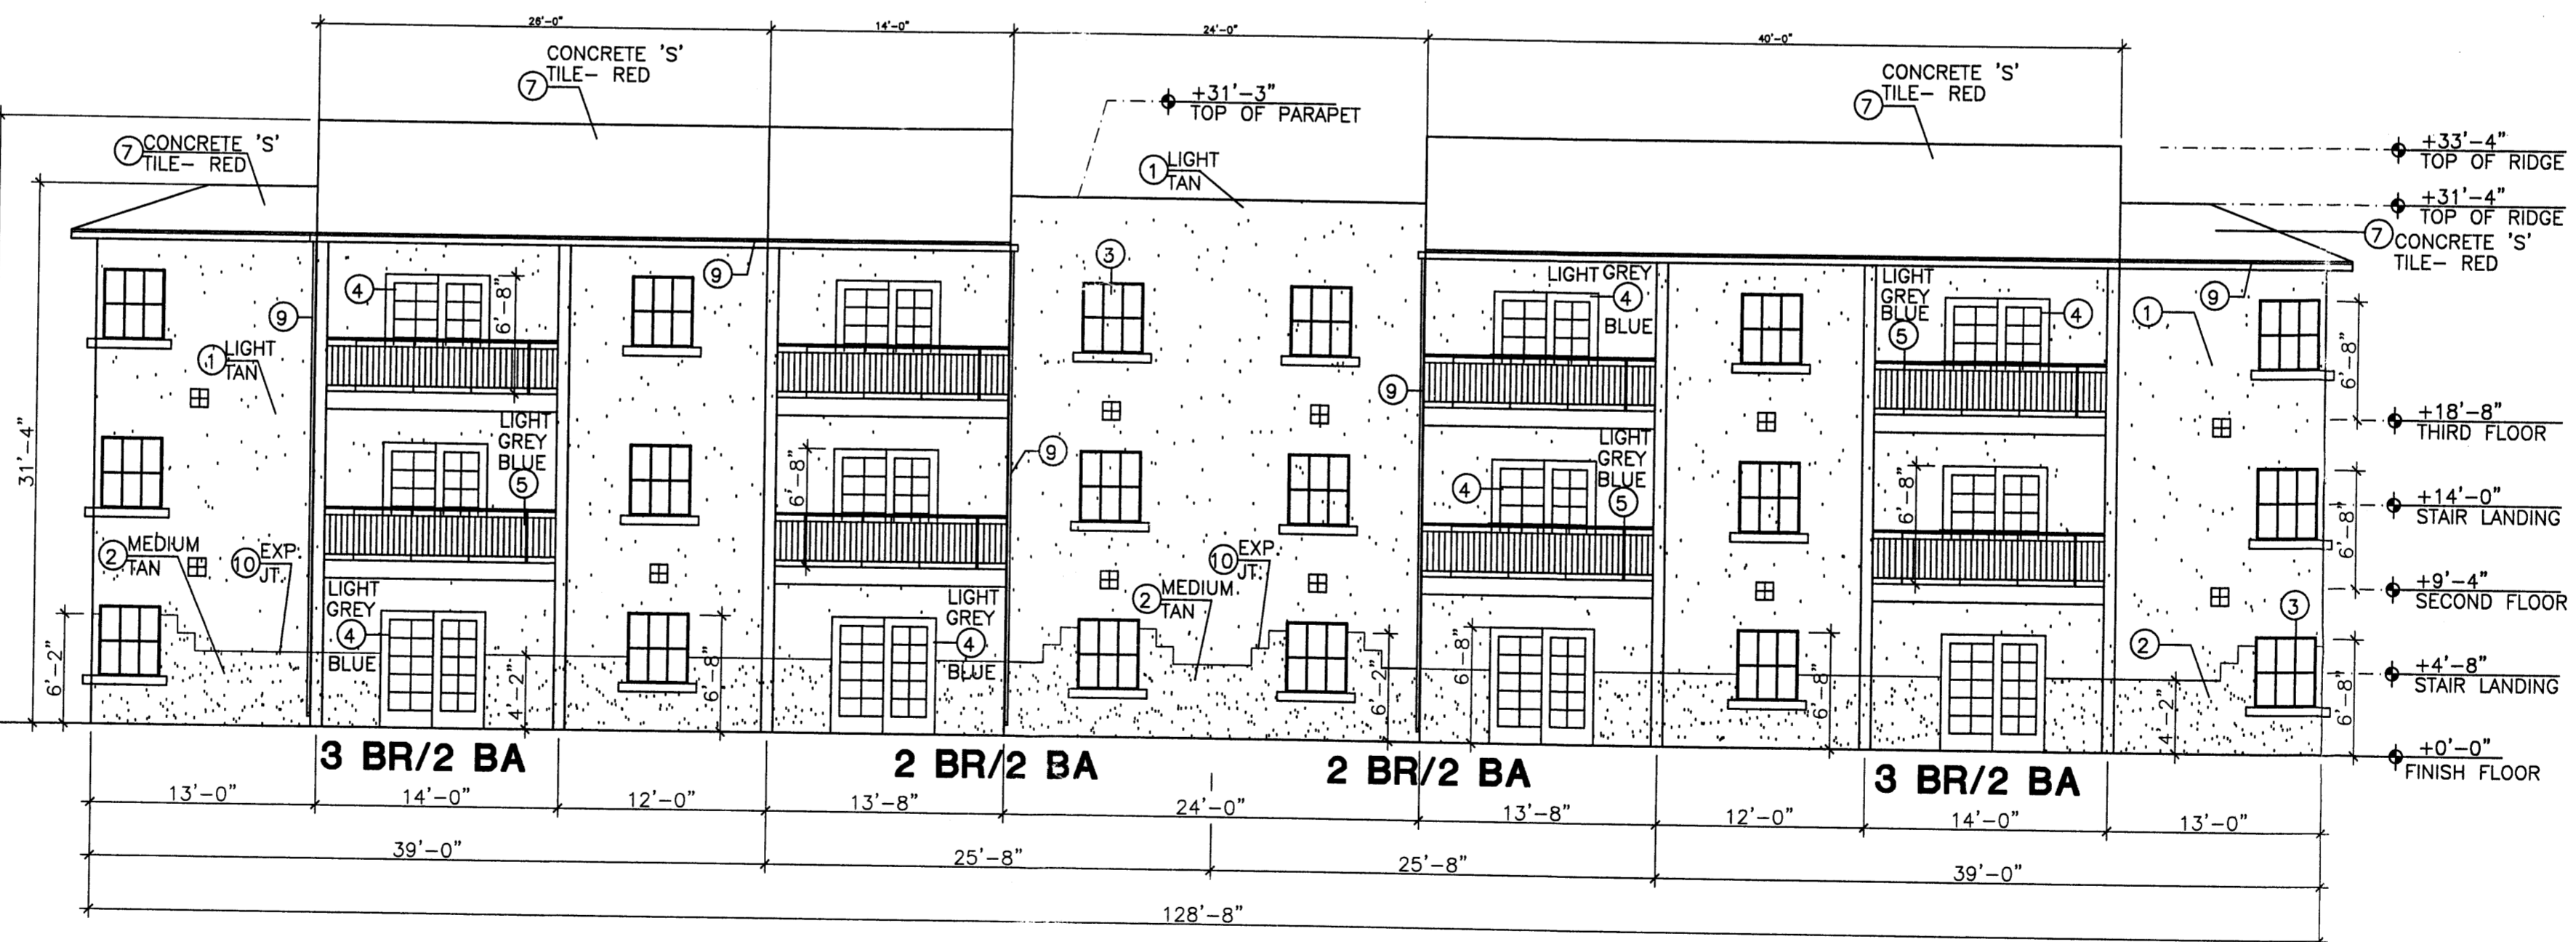 26'-0"
14'-0"
24'-0"
40'-0"
CONCRETE 'S'
7 TILE- RED
CONCRETE 'S'
7 TILE- RED
+31'-3"
TOP OF PARAPET
7 CONCRETE 'S'
TILE- RED
1 LIGHT
TAN
+33'-4"
TOP OF RIDGE
+31'-4"
TOP OF RIDGE
7 CONCRETE 'S'
TILE- RED
31'-4"
9
4
6'-8"
9
3
LIGHT GREY
4
BLUE
LIGHT
GREY
BLUE
5
4
1
9
6'-8"
1 LIGHT
TAN
9
+18'-8"
THIRD FLOOR
LIGHT
GREY
BLUE
5
6'-8"
9
4
LIGHT
GREY
BLUE
5
6'-8"
6'-8"
+14'-0"
STAIR LANDING
2 MEDIUM
TAN
10 EXP.
JT.
10 EXP.
JT.
2 MEDIUM
TAN
+9'-4"
SECOND FLOOR
LIGHT
GREY
4
BLUE
LIGHT
GREY
4
BLUE
3
2
6'-2"
4'-2"
6'-8"
6'-2"
6'-8"
6'-8"
4'-2"
6'-8"
+4'-8"
STAIR LANDING
+0'-0"
FINISH FLOOR
3 BR/2 BA
2 BR/2 BA
2 BR/2 BA
3 BR/2 BA
13'-0"
14'-0"
12'-0"
13'-8"
24'-0"
13'-8"
12'-0"
14'-0"
13'-0"
39'-0"
25'-8"
25'-8"
39'-0"
128'-8"